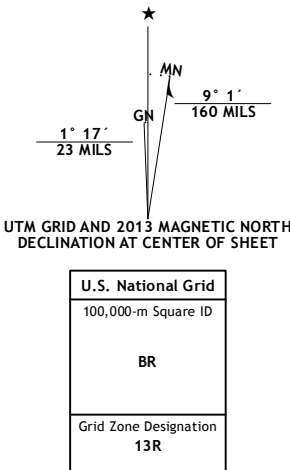 ★
MN
GN
9° 1´
160 MILS
1° 17´
23 MILS
UTM GRID AND 2013 MAGNETIC NORTH
DECLINATION AT CENTER OF SHEET
U.S. National Grid
100,000-m Square ID
BR
Grid Zone Designation
13R